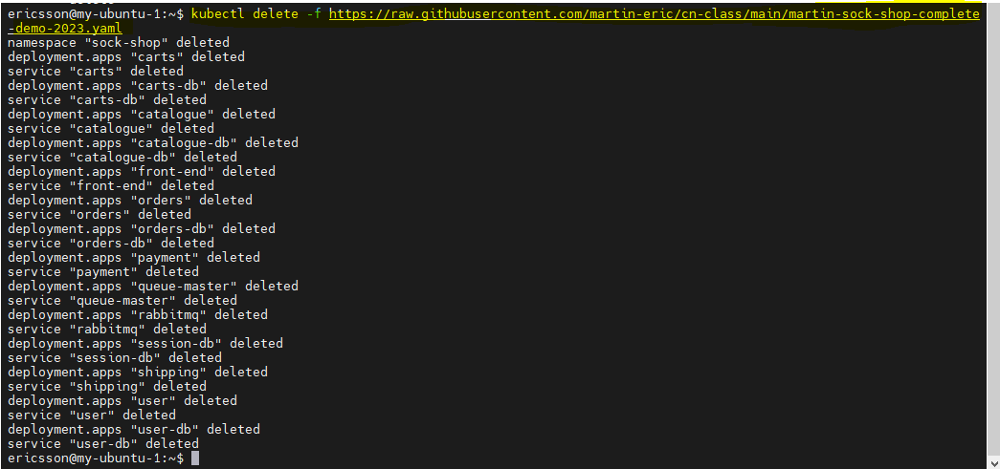 ericsson@my-ubuntu-1:~$ kubectl delete -f https://raw.githubusercontent.com/martin-eric/cn-class/main/martin-sock-shop-complete
-demo-2023.yaml
namespace "sock-shop" deleted
deployment.apps "carts" deleted
service "carts" deleted
deployment.apps "carts-db" deleted
service "carts-db" deleted
deployment.apps "catalogue" deleted
service "catalogue" deleted
deployment.apps "catalogue-db" deleted
service "catalogue-db" deleted
deployment.apps "front-end" deleted
service "front-end" deleted
deployment.apps "orders" deleted
service "orders" deleted
deployment.apps "orders-db" deleted
service "orders-db" deleted
deployment.apps "payment" deleted
service "payment" deleted
deployment.apps "queue-master" deleted
service "queue-master" deleted
deployment.apps "rabbitmq" deleted
service "rabbitmq" deleted
deployment.apps "session-db" deleted
service "session-db" deleted
deployment.apps "shipping" deleted
service "shipping" deleted
deployment.apps "user" deleted
service "user" deleted
deployment.apps "user-db" deleted
service "user-db" deleted
ericsson@my-ubuntu-1:~$